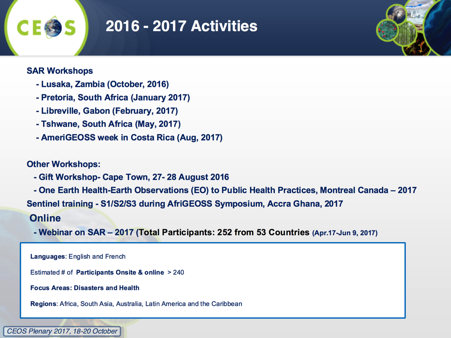 CEOS
2016 - 2017 Activities
SAR Workshops
- Lusaka, Zambia (October, 2016)
- Pretoria, South Africa (January 2017)
- Libreville, Gabon (February, 2017)
- Tshwane, South Africa (May, 2017)
- AmeriGEOSS week in Costa Rica (Aug, 2017)
Other Workshops:
- Gift Workshop- Cape Town, 27- 28 August 2016
- One Earth Health-Earth Observations (EO) to Public Health Practices, Montreal Canada – 2017
Sentinel training - S1/S2/S3 during AfriGEOSS Symposium, Accra Ghana, 2017
Online
- Webinar on SAR – 2017 (Total Participants: 252 from 53 Countries (Apr.17-Jun 9, 2017)
Languages: English and French
Estimated # of Participants Onsite & online > 240
Focus Areas: Disasters and Health
Regions: Africa, South Asia, Australia, Latin America and the Caribbean
CEOS Plenary 2017, 18-20 October